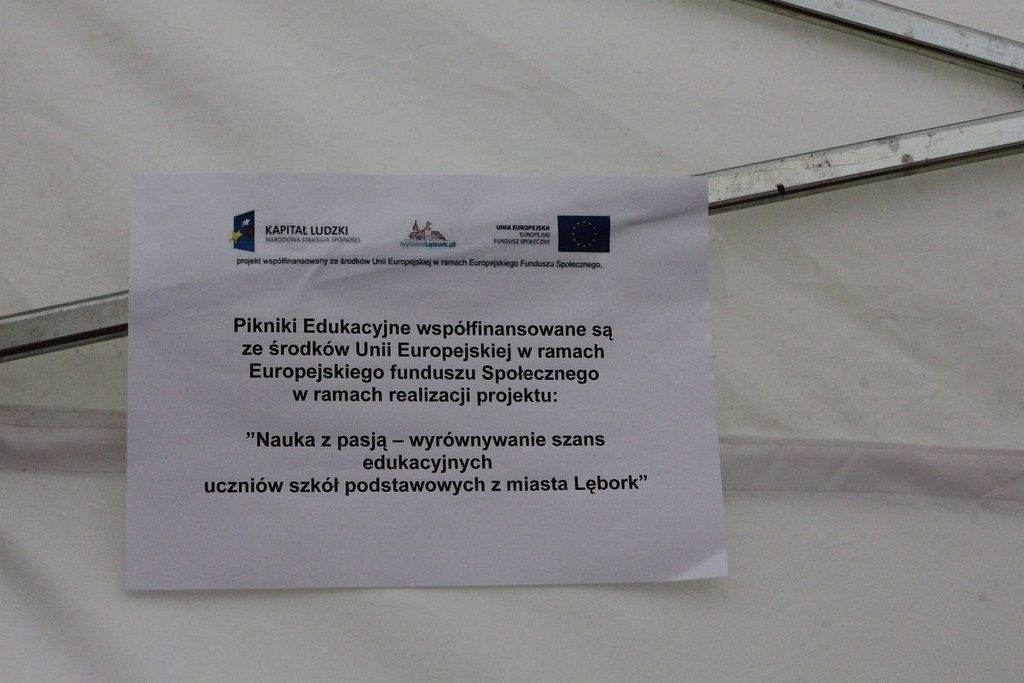 KAPITAŁ LUDZKI
NARODOWA STRATEGIA SPÓJNOŚCI
wybierzLębork.pl
UNIA EUROPEJSKA
EUROPEJSKI
FUNDUSZ SPOŁECZNY
projekt współfinansowany ze środków Unii Europejskiej w ramach Europejskiego Funduszu Społecznego,
Pikniki Edukacyjne współfinansowane są
ze środków Unii Europejskiej w ramach
Europejskiego funduszu Społecznego
w ramach realizacji projektu:
”Nauka z pasją – wyrównywanie szans
edukacyjnych
uczniów szkół podstawowych z miasta Lębork”